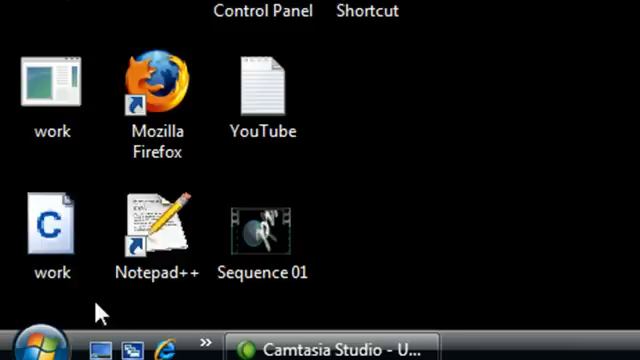 Control Panel Shortcut
work Mozilla Firefox YouTube
C
work Notepad++ Sequence 01
» Camtasia Studio - U...